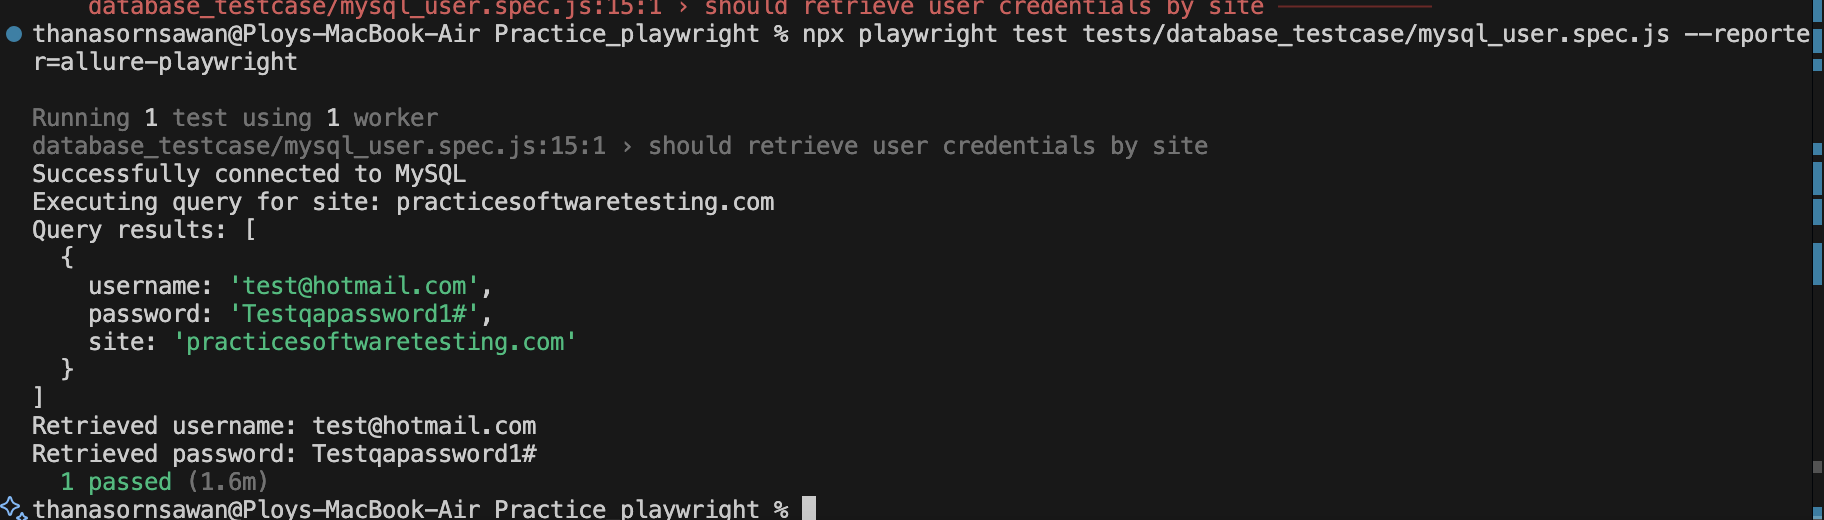 database_testcase/mysql_user.spec.js:15:1 › should retrieve user credentials by site
thanasornsawan@Ploys-MacBook-Air Practice_playwright % npx playwright test tests/database_testcase/mysql_user.spec.js --reporte
r=allure-playwright
Running 1 test using 1 worker
database_testcase/mysql_user.spec.js:15:1 › should retrieve user credentials by site
Successfully connected to MySQL
Executing query for site: practicesoftwaretesting.com
Query results: [
  {
    username: 'test@hotmail.com',
    password: 'Testqapassword1#',
    site: 'practicesoftwaretesting.com'
  }
]
Retrieved username: test@hotmail.com
Retrieved password: Testqapassword1#
  1 passed (1.6m)
thanasornsawan@Ploys-MacBook-Air Practice_playwright %